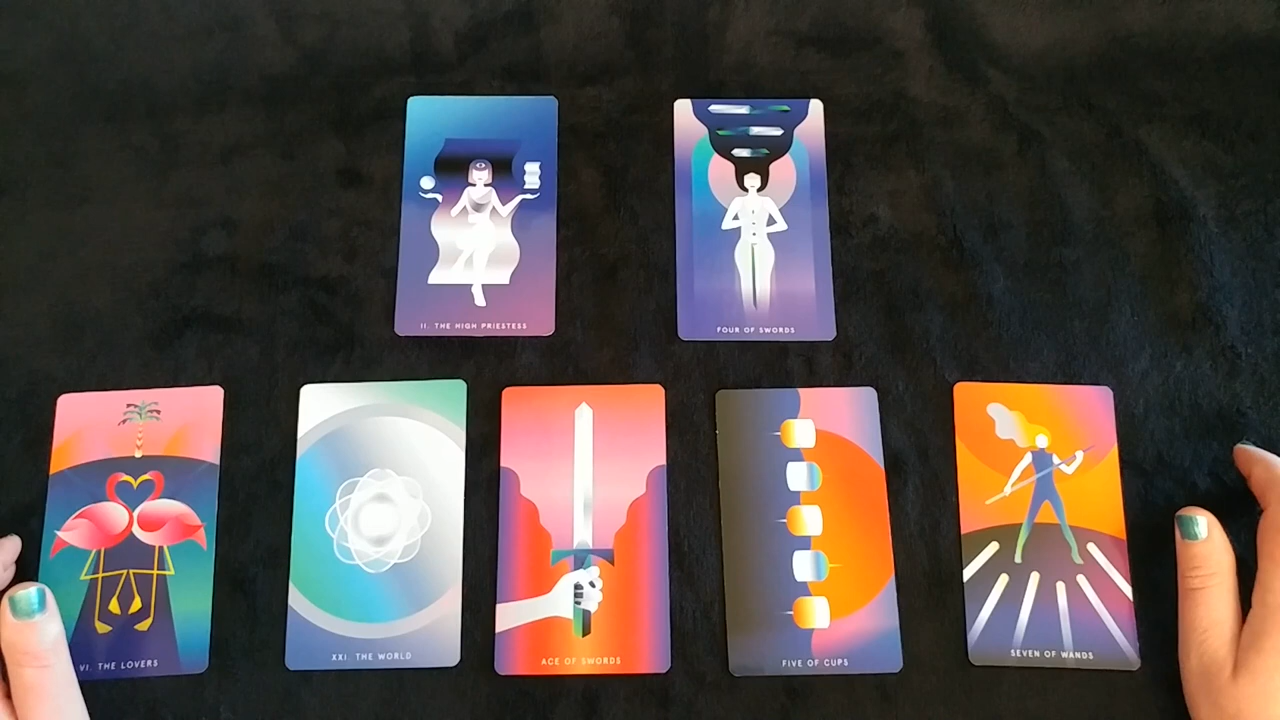 II. THE HIGH PRIESTESS
FOUR OF SWORDS
VI. THE LOVERS
XXI. THE WORLD
ACE OF SWORDS
FIVE OF CUPS
SEVEN OF WANDS